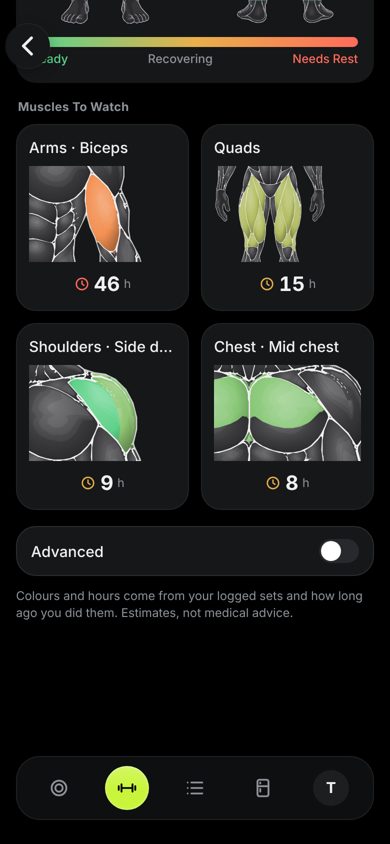 eady
Recovering
Needs Rest
Muscles To Watch
Arms · Biceps
Quads
46 h
15 h
Shoulders · Side d...
Chest · Mid chest
9 h
8 h
Advanced
Colours and hours come from your logged sets and how long
ago you did them. Estimates, not medical advice.
T